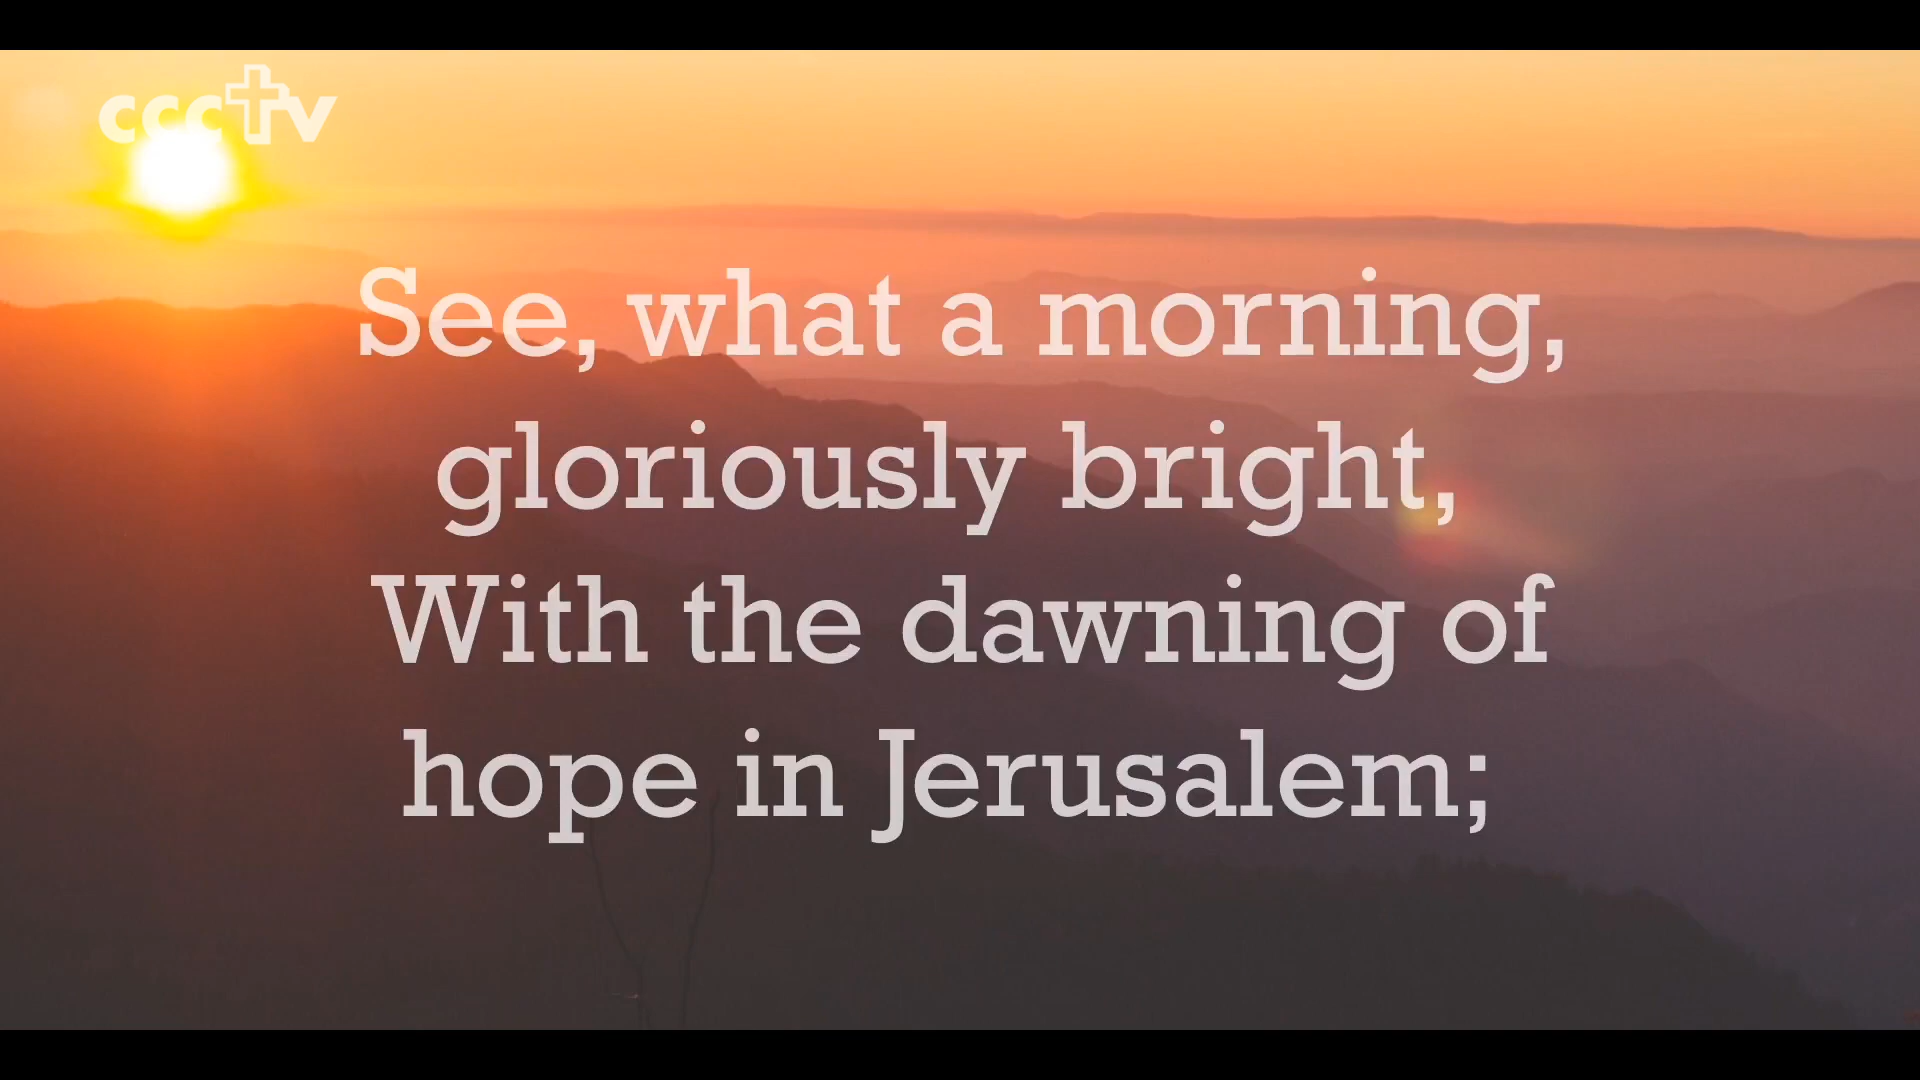 ccctv
See, what a morning,
gloriously bright,
With the dawning of
hope in Jerusalem;